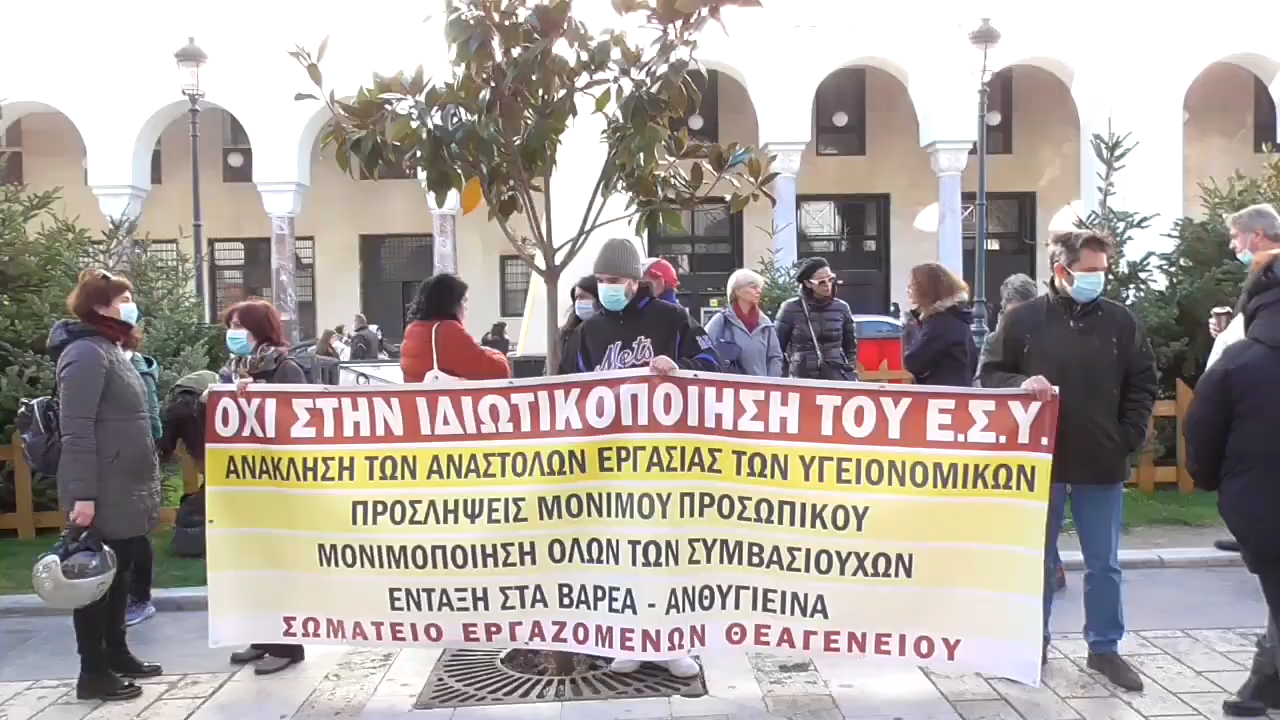 Mets
ΟΧΙ ΣΤΗΝ ΙΔΙΩΤΙΚΟΠΟΙΗΣΗ ΤΟΥ Ε.Σ.Υ.
ΑΝΑΚΛΗΣΗ ΤΩΝ ΑΝΑΣΤΟΛΩΝ ΕΡΓΑΣΙΑΣ ΤΩΝ ΥΓΕΙΟΝΟΜΙΚΩΝ
ΠΡΟΣΛΗΨΕΙΣ ΜΟΝΙΜΟΥ ΠΡΟΣΩΠΙΚΟΥ
ΜΟΝΙΜΟΠΟΙΗΣΗ ΟΛΩΝ ΤΩΝ ΣΥΜΒΑΣΙΟΥΧΩΝ
ΕΝΤΑΞΗ ΣΤΑ ΒΑΡΕΑ - ΑΝΘΥΓΙΕΙΝΑ
ΣΩΜΑΤΕΙΟ ΕΡΓΑΖΟΜΕΝΩΝ ΘΕΑΓΕΝΕΙΟΥ